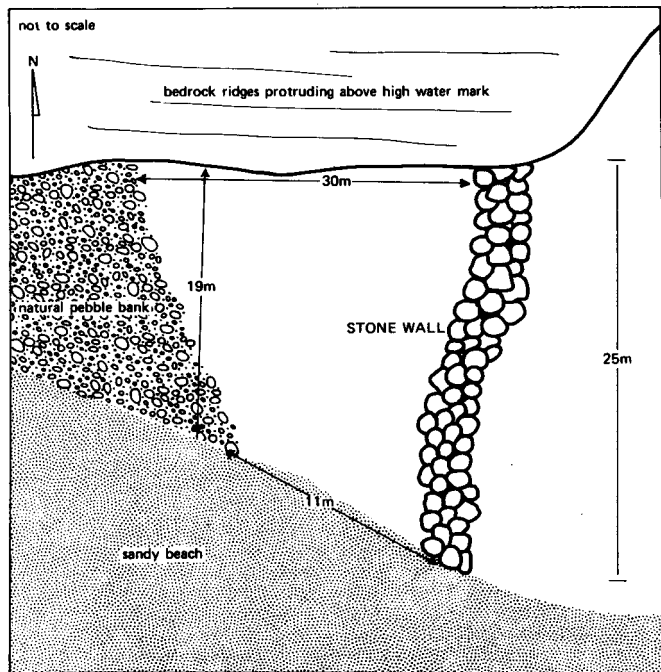 not to scale
N
bedrock ridges protruding above high water mark
30m
19m
natural pebble bank
STONE WALL
25m
11m
sandy beach